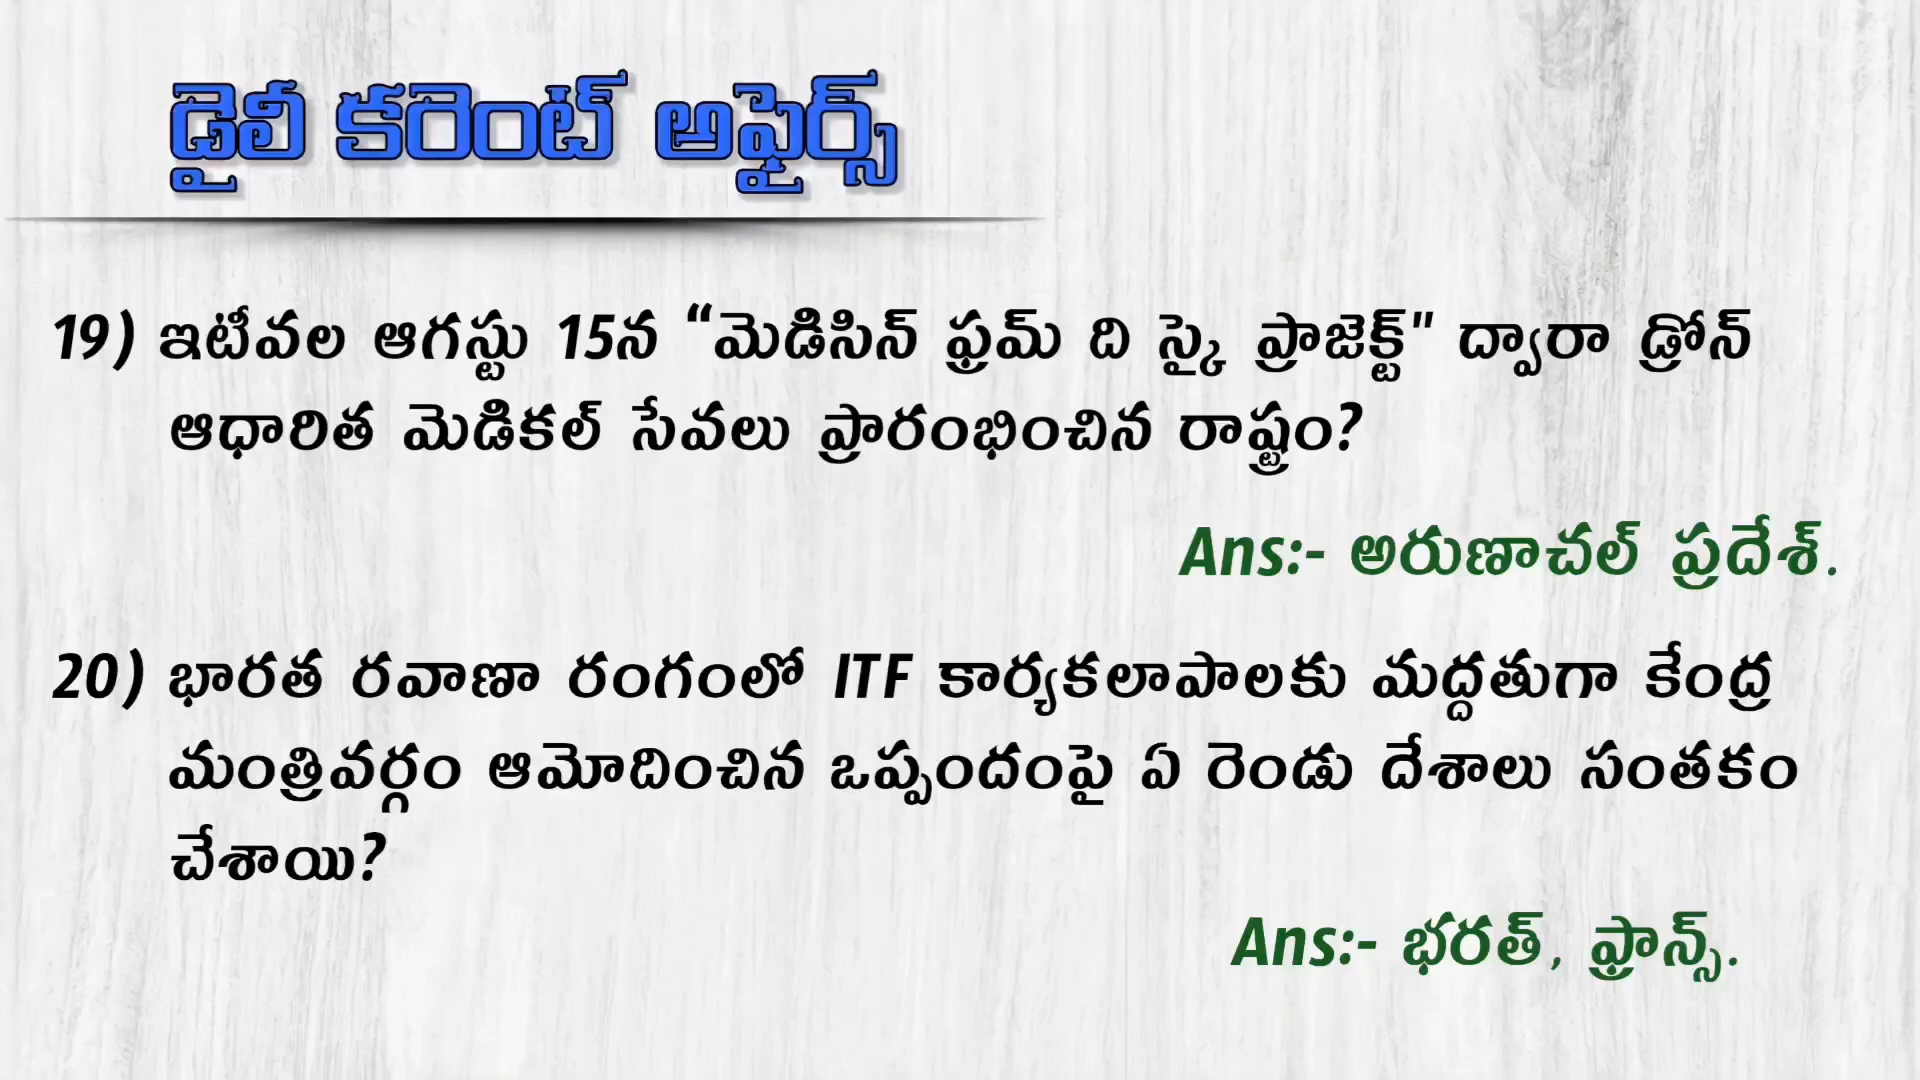 డైలీ కరెంట్ అఫైర్స్
19) ఇటీవల ఆగస్టు 15న “మెడిసిన్ ఫ్రమ్ ది స్కై ప్రాజెక్ట్" ద్వారా డ్రోన్
ఆధారిత మెడికల్ సేవలు ప్రారంభించిన రాష్ట్రం?
Ans:- అరుణాచల్ ప్రదేశ్.
20) భారత రవాణా రంగంలో ITF కార్యకలాపాలకు మద్దతుగా కేంద్ర
మంత్రివర్గం ఆమోదించిన ఒప్పందంపై ఏ రెండు దేశాలు సంతకం
చేశాయి?
Ans:- భరత్, ఫ్రాన్స్.